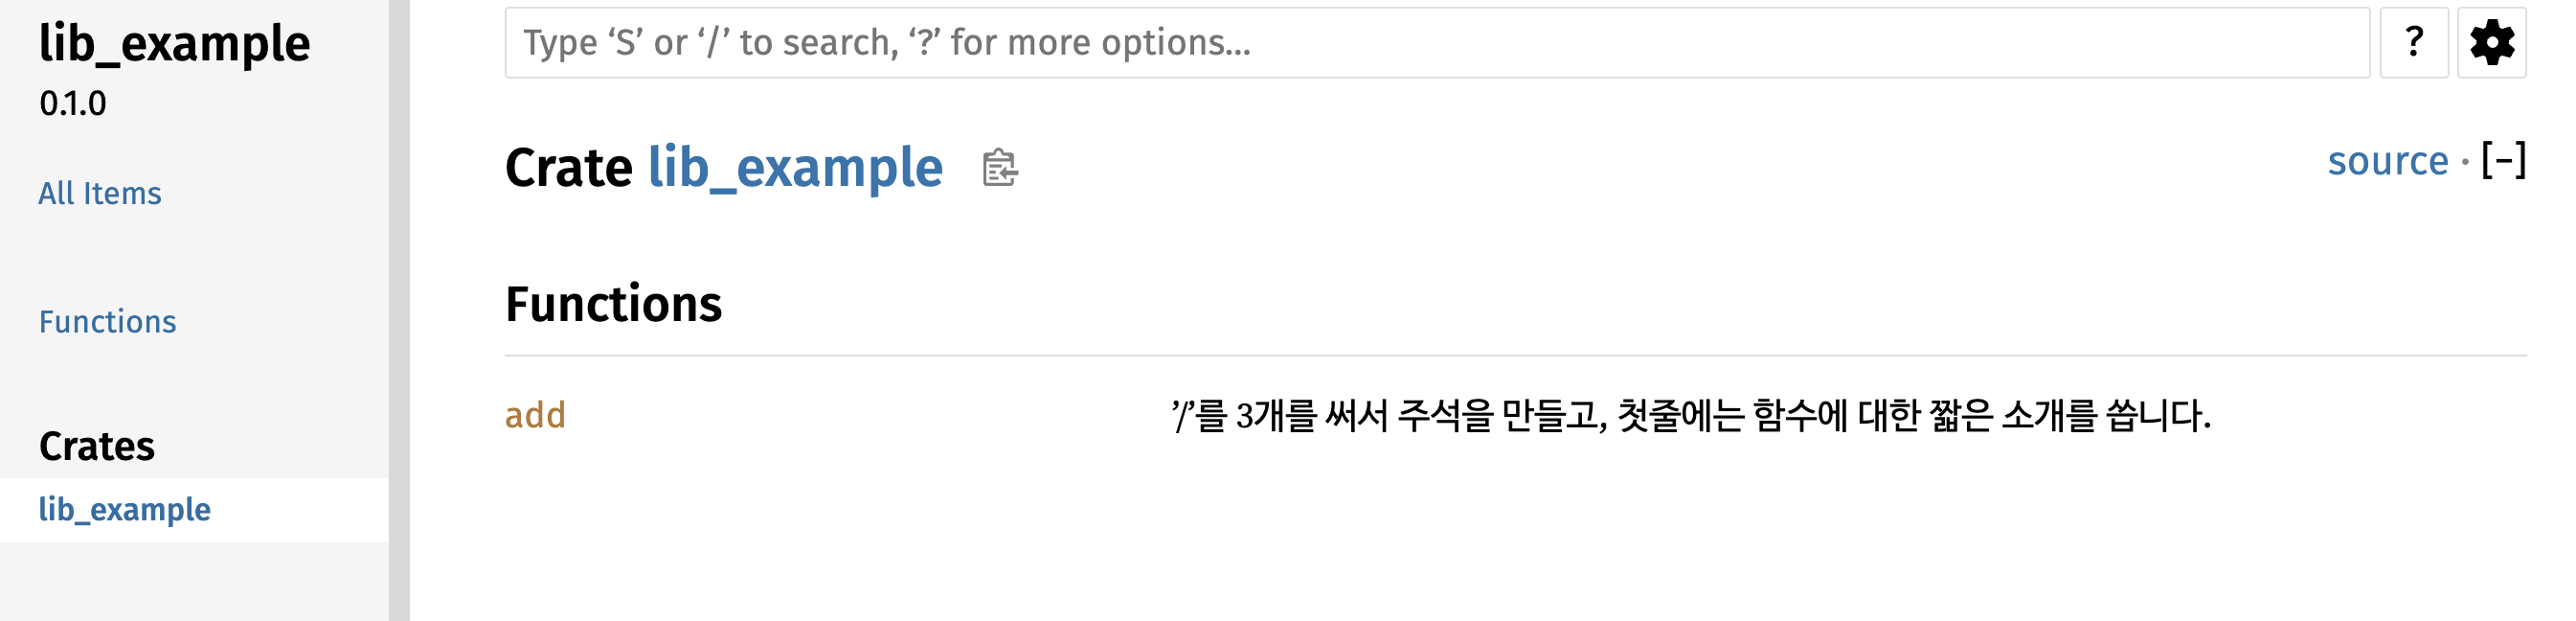 lib_example
0.1.0
All Items
Functions
Crates
lib_example
Type ‘S’ or ‘/’ to search, ‘?’ for more options…
?
Crate lib_example
source · [-]
Functions
add
’/’를 3개를 써서 주석을 만들고, 첫줄에는 함수에 대한 짧은 소개를 씁니다.